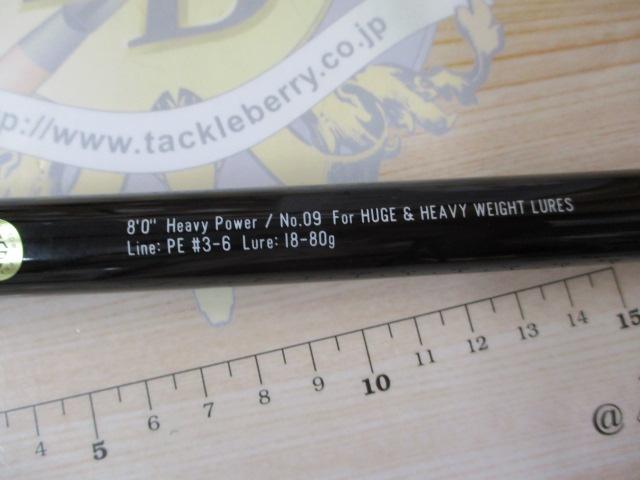 D
p://www.tackleberry.co.jp
8'0" Heavy Power / No.09 For HUGE & HEAVY WEIGHT LURES
Line: PE #3-6 Lure: 18-80g
4 5 6 7 8 9 10 11 12 13 14 15
@